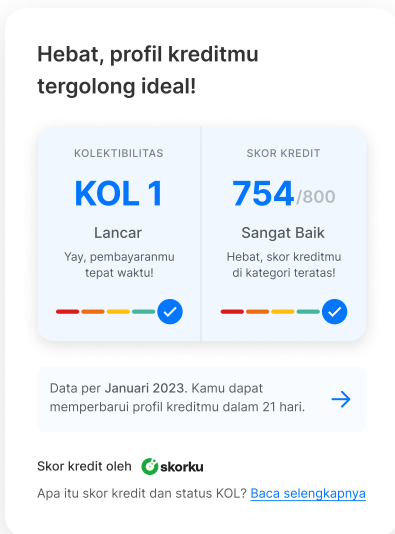 Hebat, profil kreditmu
tergolong ideal!
KOLEKTIBILITAS
KOL 1
Lancar
Yay, pembayaranmu
tepat waktu!
SKOR KREDIT
754/800
Sangat Baik
Hebat, skor kreditmu
di kategori teratas!
Data per Januari 2023. Kamu dapat
memperbarui profil kreditmu dalam 21 hari.
Skor kredit oleh skorku
Apa itu skor kredit dan status KOL? Baca selengkapnya